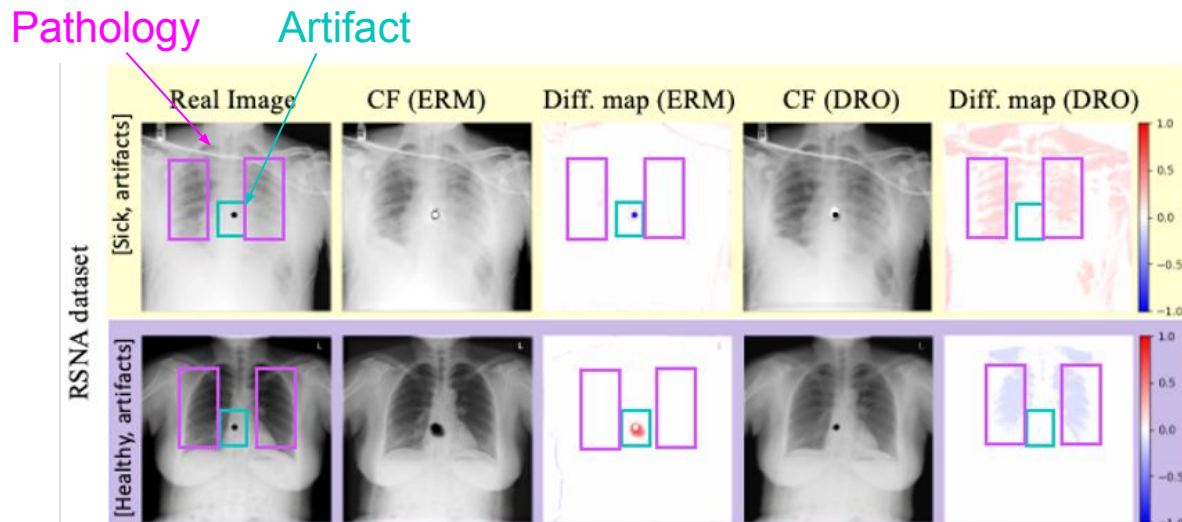 Pathology Artifact
Real Image CF (ERM) Diff. map (ERM) CF (DRO) Diff. map (DRO)
RSNA dataset
[Sick, artifacts]
1.0
0.5
0.0
−0.5
−1.0
[Healthy, artifacts]
L
L
L
L
1.0
0.5
0.0
−0.5